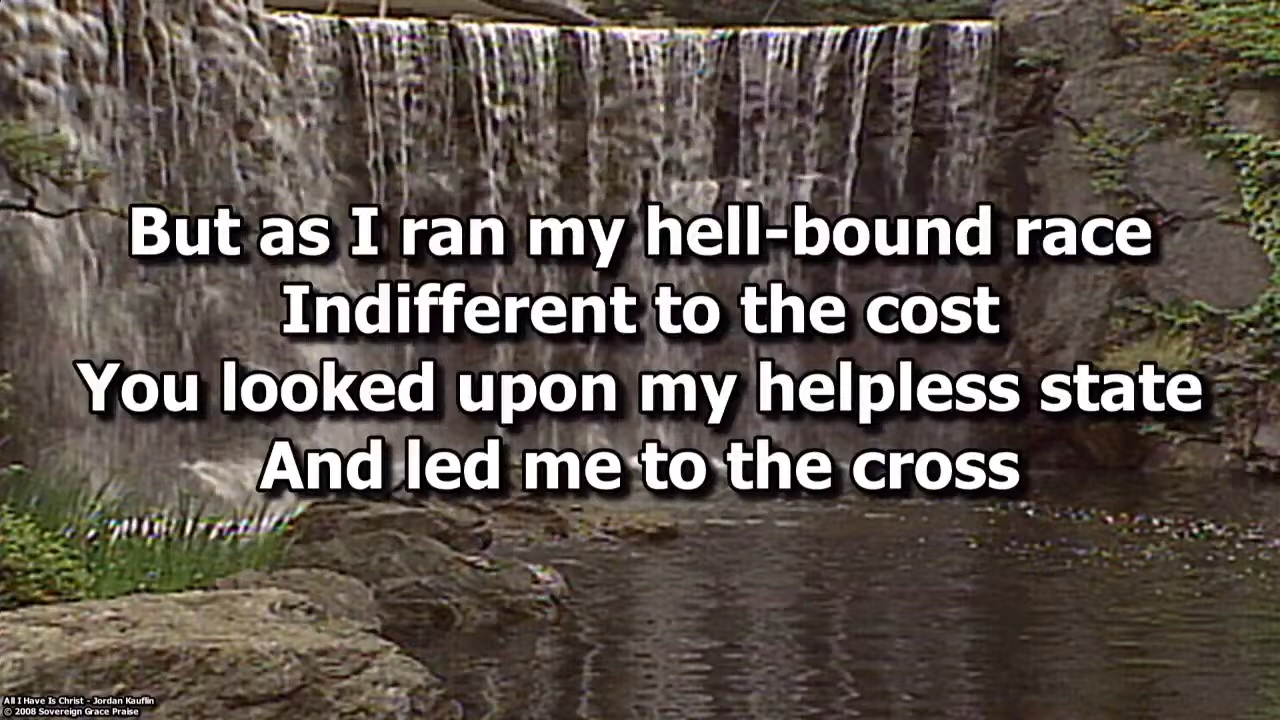 But as I ran my hell-bound race
Indifferent to the cost
You looked upon my helpless state
And led me to the cross
All I Have Is Christ - Jordan Kauflin
© 2008 Sovereign Grace Praise